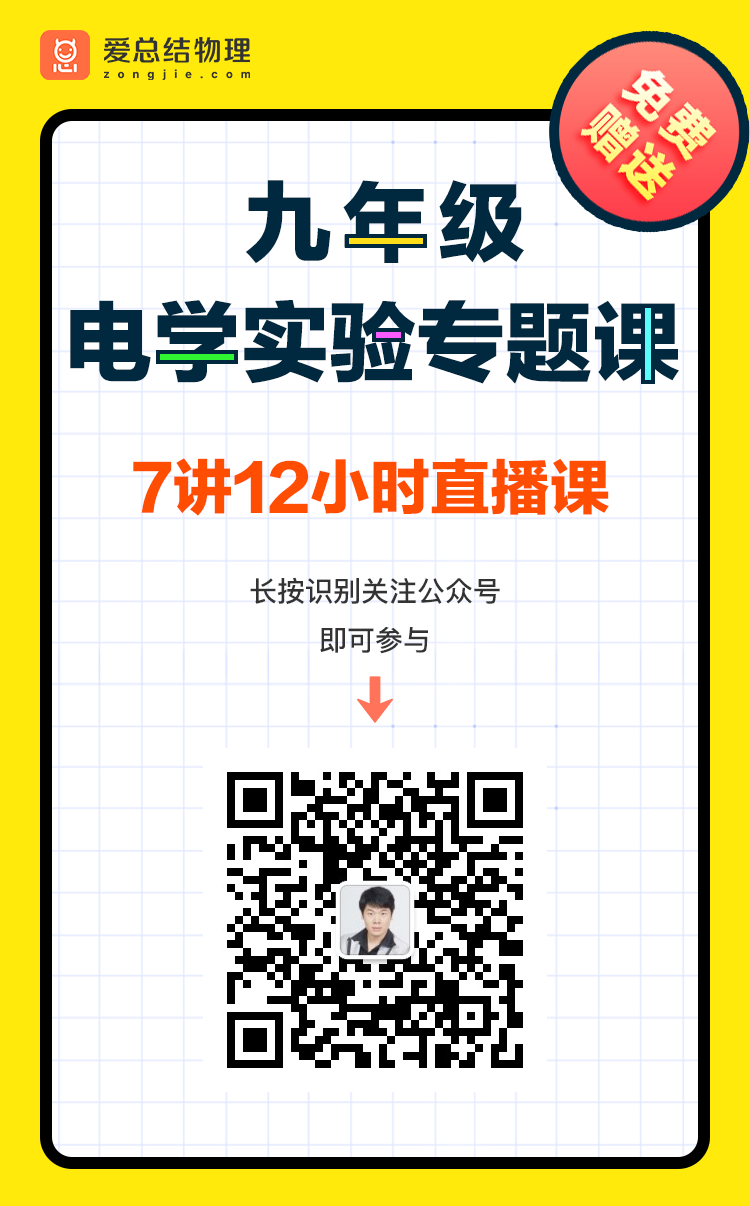 爱总结物理
zongjie.com
免费
赠送
九年级
电学实验专题课
7讲12小时直播课
长按识别关注公众号
即可参与